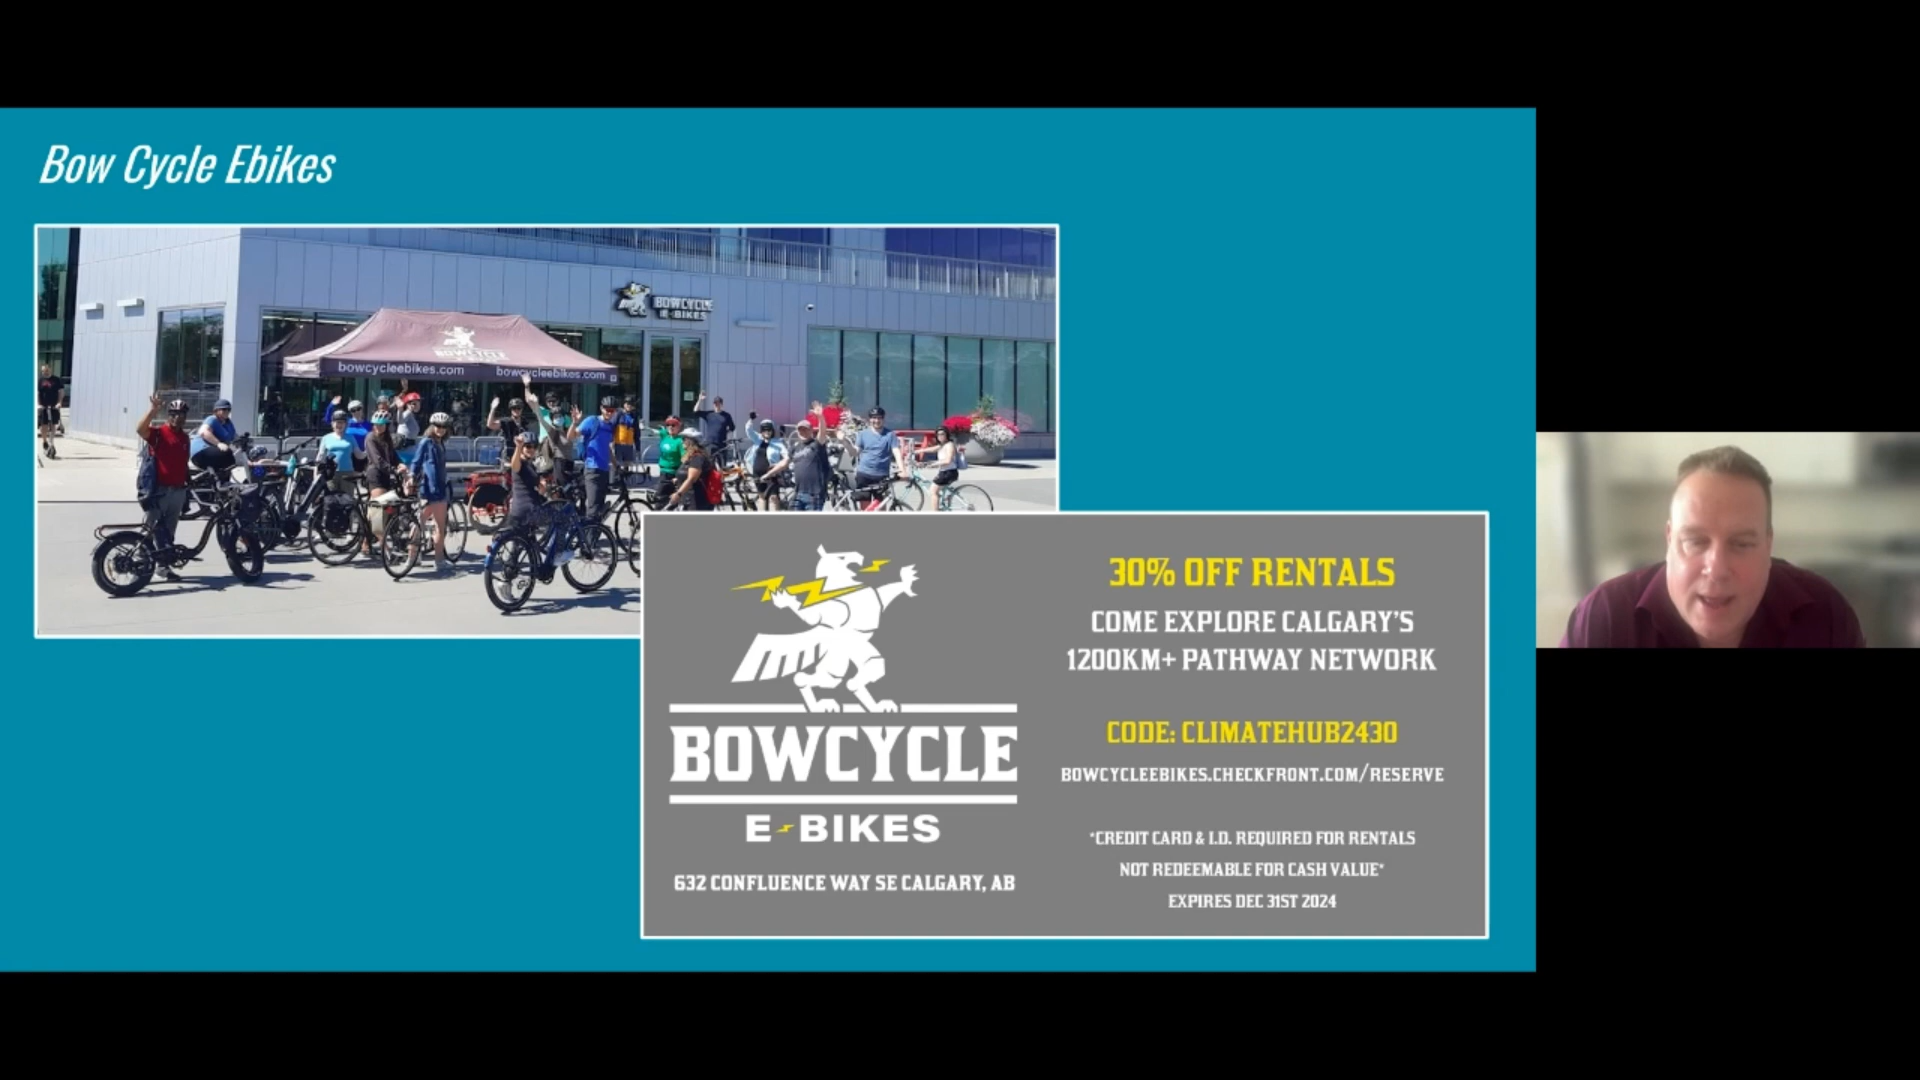 Bow Cycle Ebikes
BOWCYCLE
E-BIKES
BOWCYCLE
bowcycleebikes.com
bowcycleebikes.com
BOWCYCLE
E-BIKES
632 CONFLUENCE WAY SE CALGARY, AB
30% OFF RENTALS
COME EXPLORE CALGARY'S
1200KM+ PATHWAY NETWORK
CODE: CLIMATEHUB2430
BOWCYCLEEBIKES.CHECKFRONT.COM/RESERVE
*CREDIT CARD & I.D. REQUIRED FOR RENTALS
NOT REDEEMABLE FOR CASH VALUE*
EXPIRES DEC 31ST 2024